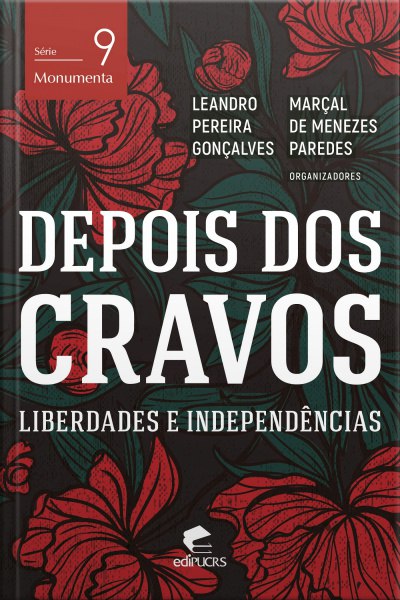 Série 9
Monumenta
LEANDRO
PEREIRA
GONÇALVES
MARÇAL
DE MENEZES
PAREDES
ORGANIZADORES
DEPOIS DOS
CRAVOS
LIBERDADES E INDEPENDÊNCIAS
ediPUCRS